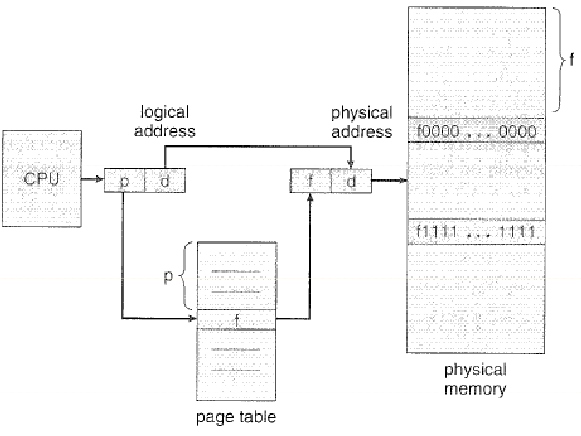 logical
address
physical
address
f
f0000 ... 0000
CPU
p
d
f
d
f1111 ... 1111
p
f
physical
memory
page table